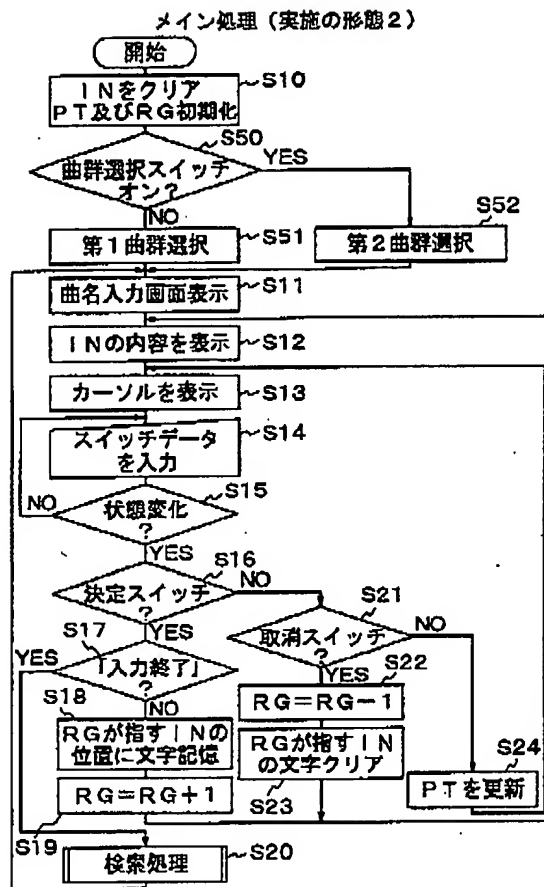 メイン処理（実施の形態2）
開始
INをクリア
PT及びRG初期化
S10
S50
曲群選択スイッチ
オン?
YES
NO
第1曲群選択
S51
S52
第2曲群選択
曲名入力画面表示
S11
INの内容を表示
S12
カーソルを表示
S13
スイッチデータ
を入力
S14
S15
状態変化
?
NO
YES
S16
決定スイッチ
?
NO
YES
S21
取消スイッチ
?
NO
YES
S17
「入力終了」
?
YES
NO
S22
RG=RG-1
S18
RGが指すINの
位置に文字記憶
RGが指すIN
の文字クリア
S23
S24
PTを更新
RG=RG+1
S19
検索処理
S20